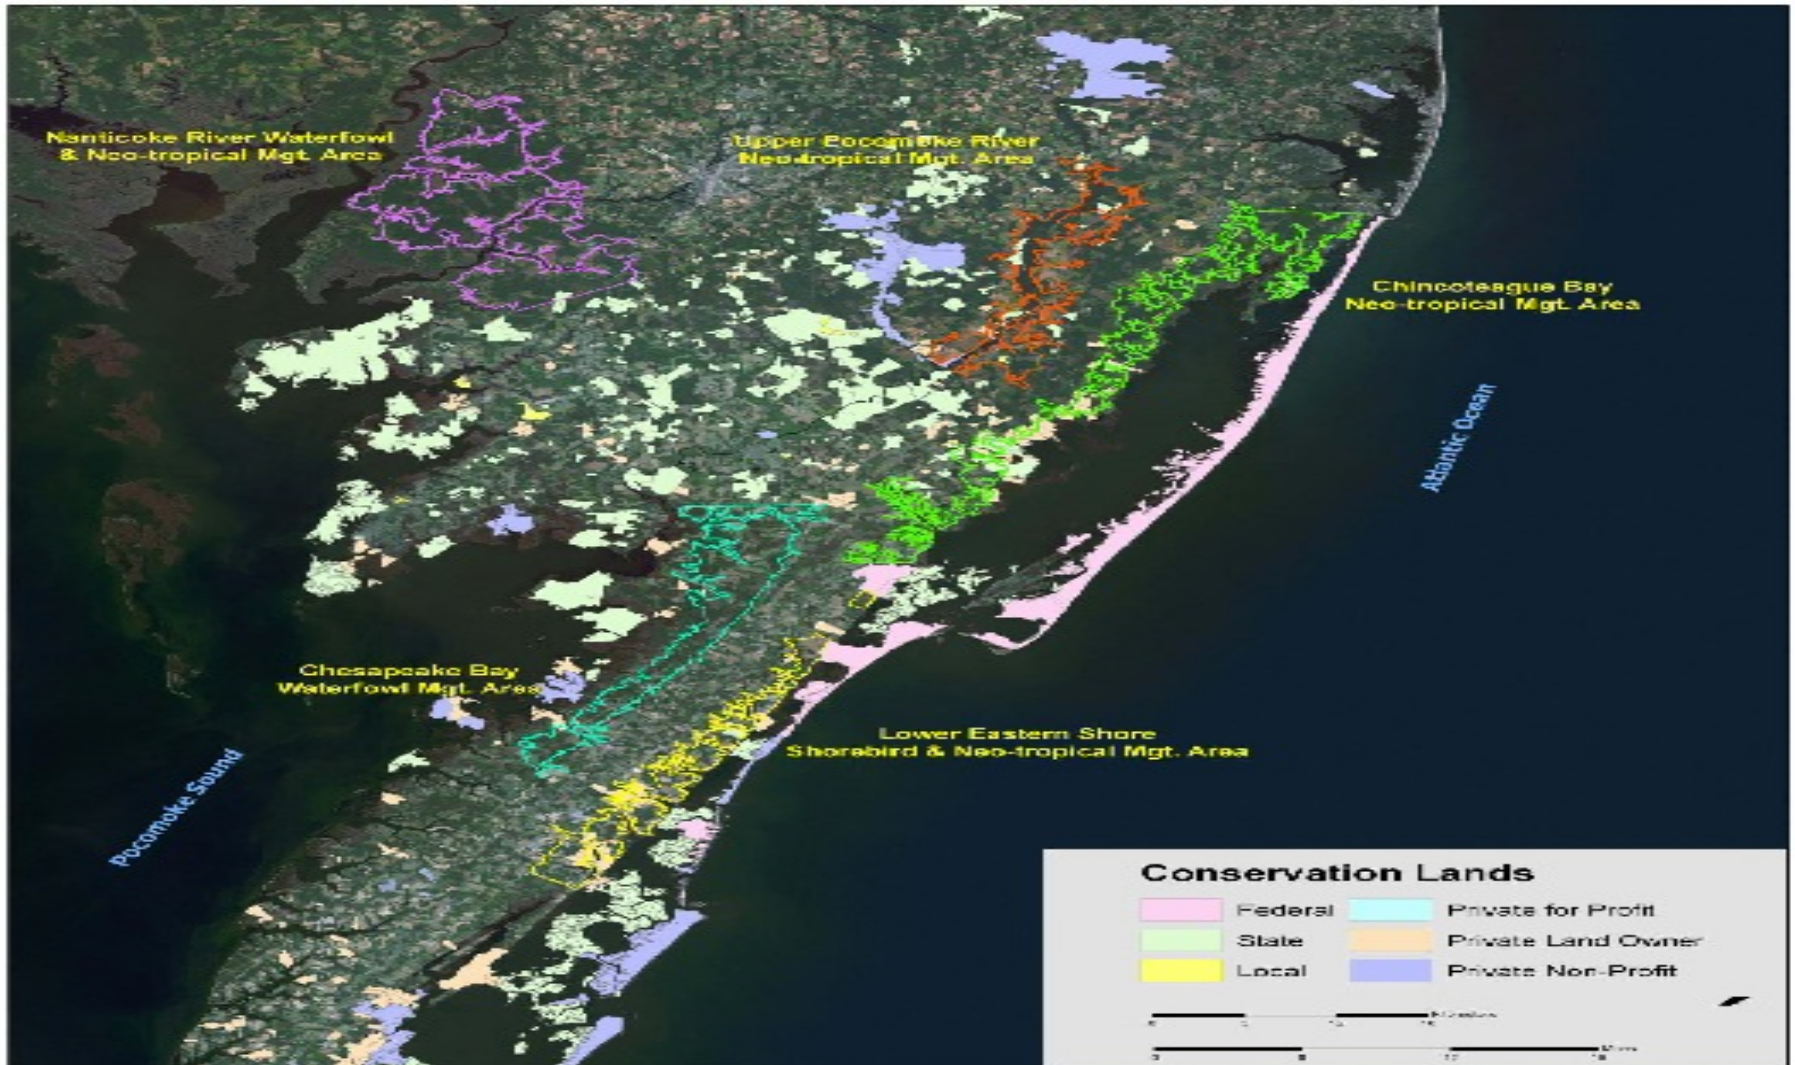 Nanticoke River Waterfowl
& Neo-tropical Mgt. Area
Upper Pocomoke River
Neo-tropical Mgt. Area
Chincoteague Bay
Neo-tropical Mgt. Area
Atlantic Ocean
Chesapeake Bay
Waterfowl Mgt. Area
Lower Eastern Shore
Shorebird & Neo-tropical Mgt. Area
Pocomoke Sound
Conservation Lands
Federal
Private for Profit
State
Private Land Owner
Local
Private Non-Profit